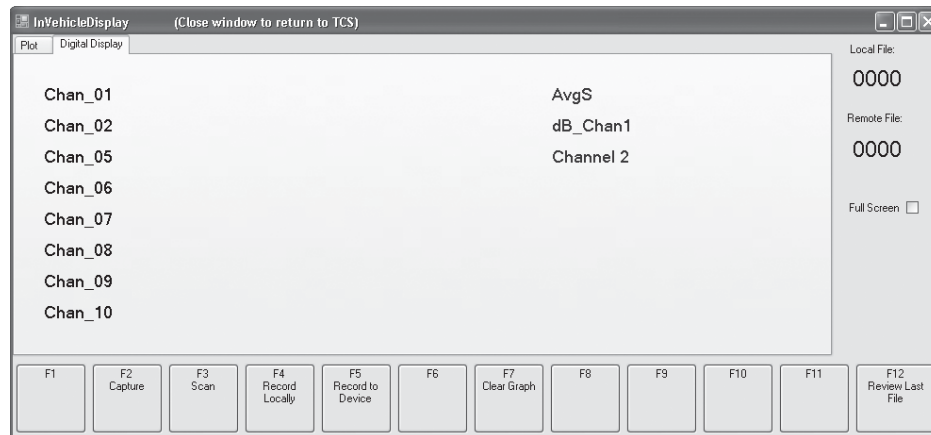 InVehicleDisplay (Close window to return to TCS)
Plot Digital Display
Chan_01
Chan_02
Chan_05
Chan_06
Chan_07
Chan_08
Chan_09
Chan_10
AvgS
dB_Chan1
Channel 2
Local File:
0000
Remote File:
0000
Full Screen
F1
F2
Capture
F3
Scan
F4
Record
Locally
F5
Record to
Device
F6
F7
Clear Graph
F8
F9
F10
F11
F12
Review Last
File